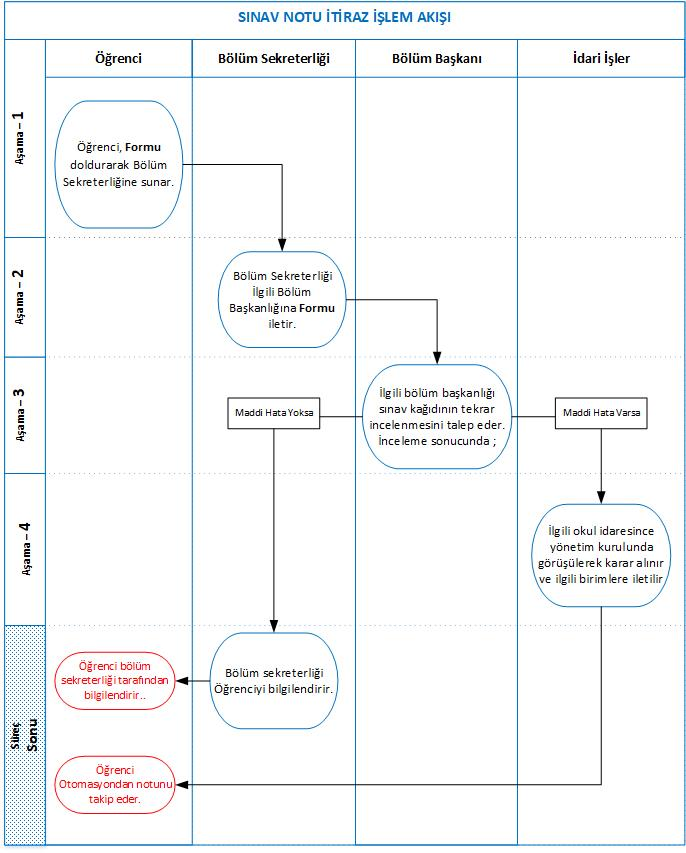 SINAV NOTU İTİRAZ İŞLEM AKIŞI
Öğrenci
Bölüm Sekreterliği
Bölüm Başkanı
İdari İşler
Aşama – 1
Öğrenci, Formu
doldurarak Bölüm
Sekreterliğine sunar.
Aşama – 2
Bölüm Sekreterliği
İlgili Bölüm
Başkanlığına Formu
iletir.
Aşama – 3
Maddi Hata Yoksa
İlgili bölüm başkanlığı
sınav kağıdının tekrar
incelenmesini talep eder.
İnceleme sonucunda ;
Maddi Hata Varsa
Aşama – 4
İlgili okul idaresince
yönetim kurulunda
görüşülerek karar alınır
ve ilgili birimlere iletilir
Süreç
Sonu
Öğrenci bölüm
sekreterliği tarafından
bilgilendirir..
Bölüm sekreterliği
Öğrenciyi bilgilendirir.
Öğrenci
Otomasyondan notunu
takip eder.